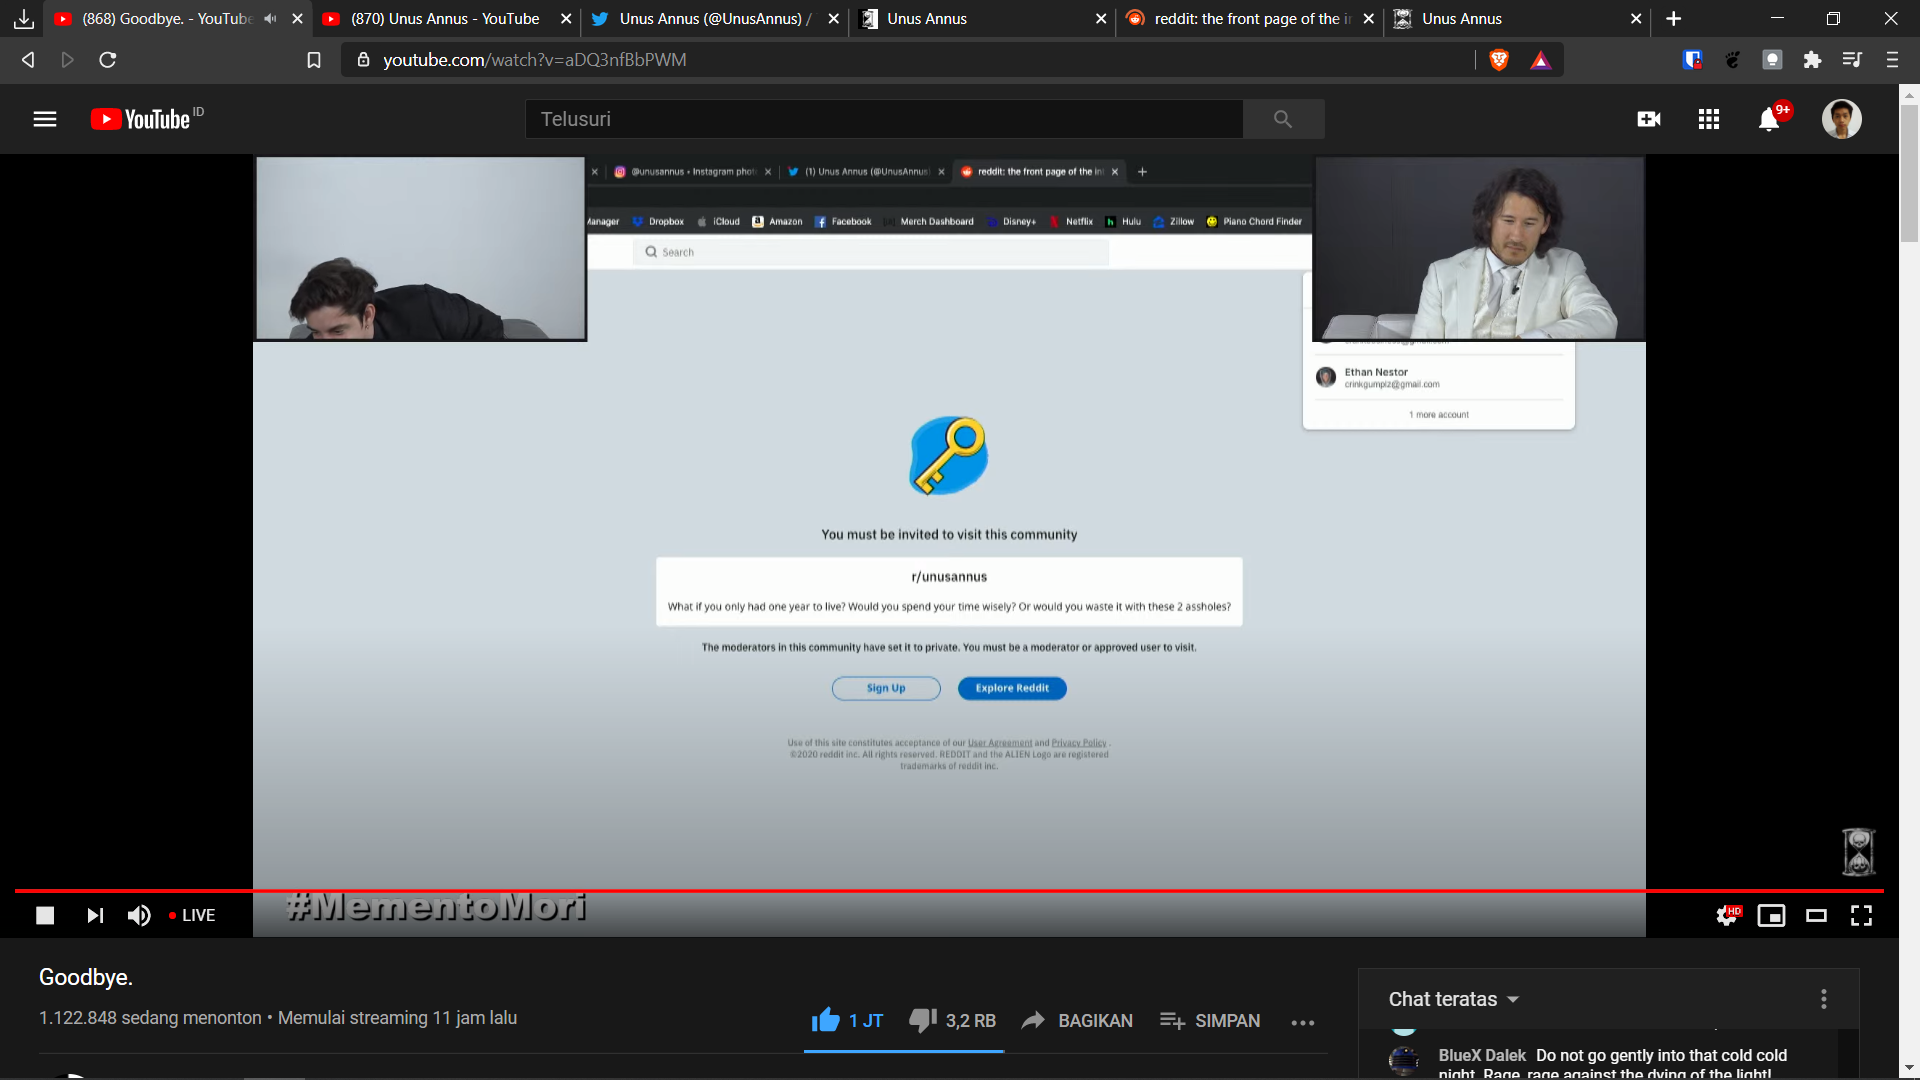 (868) Goodbye. - YouTube
(870) Unus Annus - YouTube
Unus Annus (@UnusAnnus) /
Unus Annus
reddit: the front page of the in
Unus Annus
youtube.com/watch?v=aDQ3nfBbPWM
YouTube ID
Telusuri
9+
@unusannus • Instagram phot
(1) Unus Annus (@UnusAnnus)
reddit: the front page of the in
Manager
Dropbox
iCloud
Amazon
Facebook
Merch Dashboard
Disney+
Netflix
Hulu
Zillow
Piano Chord Finder
Search
Ethan Nestor
crinkgumpiz@gmail.com
1 more account
You must be invited to visit this community
r/unusannus
What if you only had one year to live? Would you spend your time wisely? Or would you waste it with these 2 assholes?
The moderators in this community have set it to private. You must be a moderator or approved user to visit.
Sign Up
Explore Reddit
Use of this site constitutes acceptance of our User Agreement and Privacy Policy .
©2020 reddit inc. All rights reserved. REDDIT and the ALIEN Logo are registered
trademarks of reddit inc.
#MementoMori
LIVE
HD
Goodbye.
1.122.848 sedang menonton • Memulai streaming 11 jam lalu
1 JT
3,2 RB
BAGIKAN
SIMPAN
Chat teratas
BlueX Dalek Do not go gently into that cold cold
night. Rage, rage against the dying of the light!